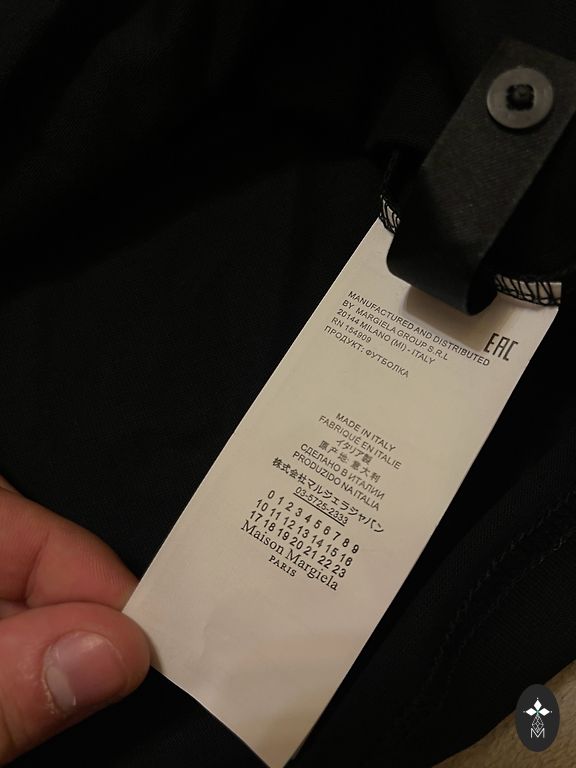 MANUFACTURED AND DISTRIBUTED
BY MARGIELA GROUP S.R.L
20144 MILANO (MI) - ITALY
RN 154909
ПРОДУКТ: ФУТБОЛКА
EAC
MADE IN ITALY
FABRIQUÉ EN ITALIE
イタリア製
原产地: 意大利
СДЕЛАНО В ИТАЛИИ
PRODUZIDO NA ITALIA
株式会社マルジェラジャパン
03-5725-2333
0 1 2 3 4 5 6 7 8 9
10 11 12 13 14 15 16
17 18 19 20 21 22 23
Maison Margiela
PARIS
M